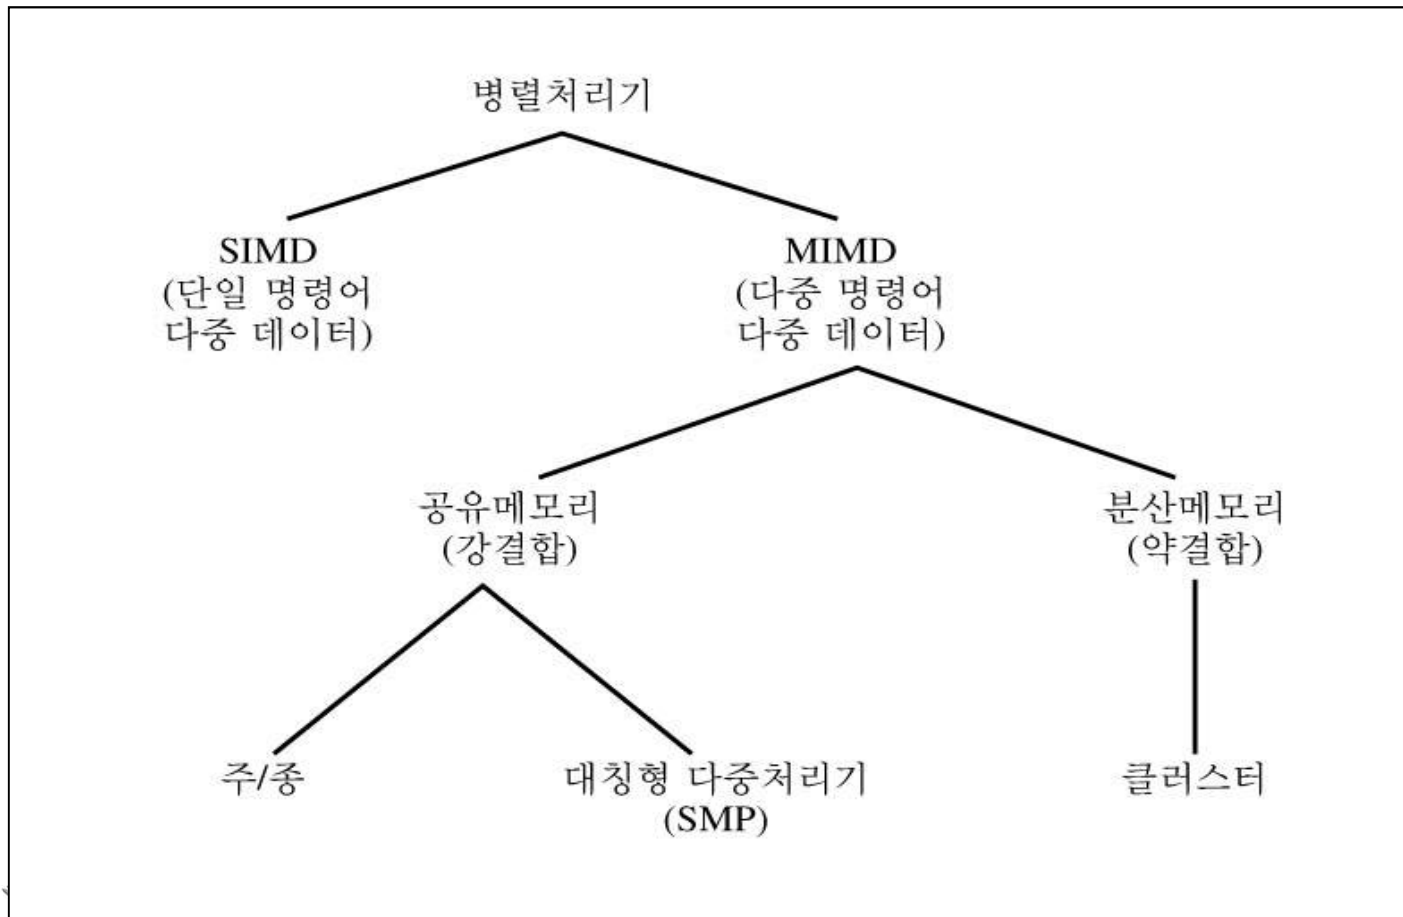 병렬처리기
SIMD
(단일 명령어
다중 데이터)
MIMD
(다중 명령어
다중 데이터)
공유메모리
(강결합)
분산메모리
(약결합)
주/종
대칭형 다중처리기
(SMP)
클러스터